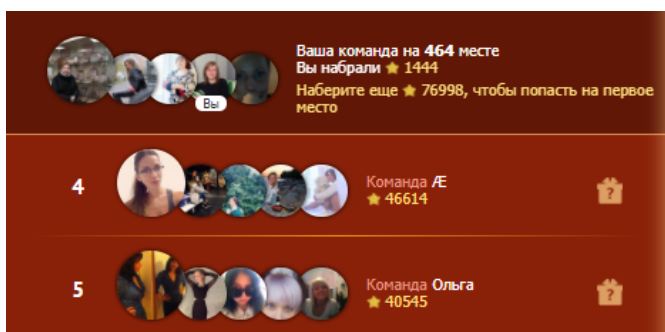 Ваша команда на 464 месте
Вы набрали 1444
Наберите еще 76998, чтобы попасть на первое
место
Вы
4
Команда Æ
46614
?
5
Команда Ольга
40545
?